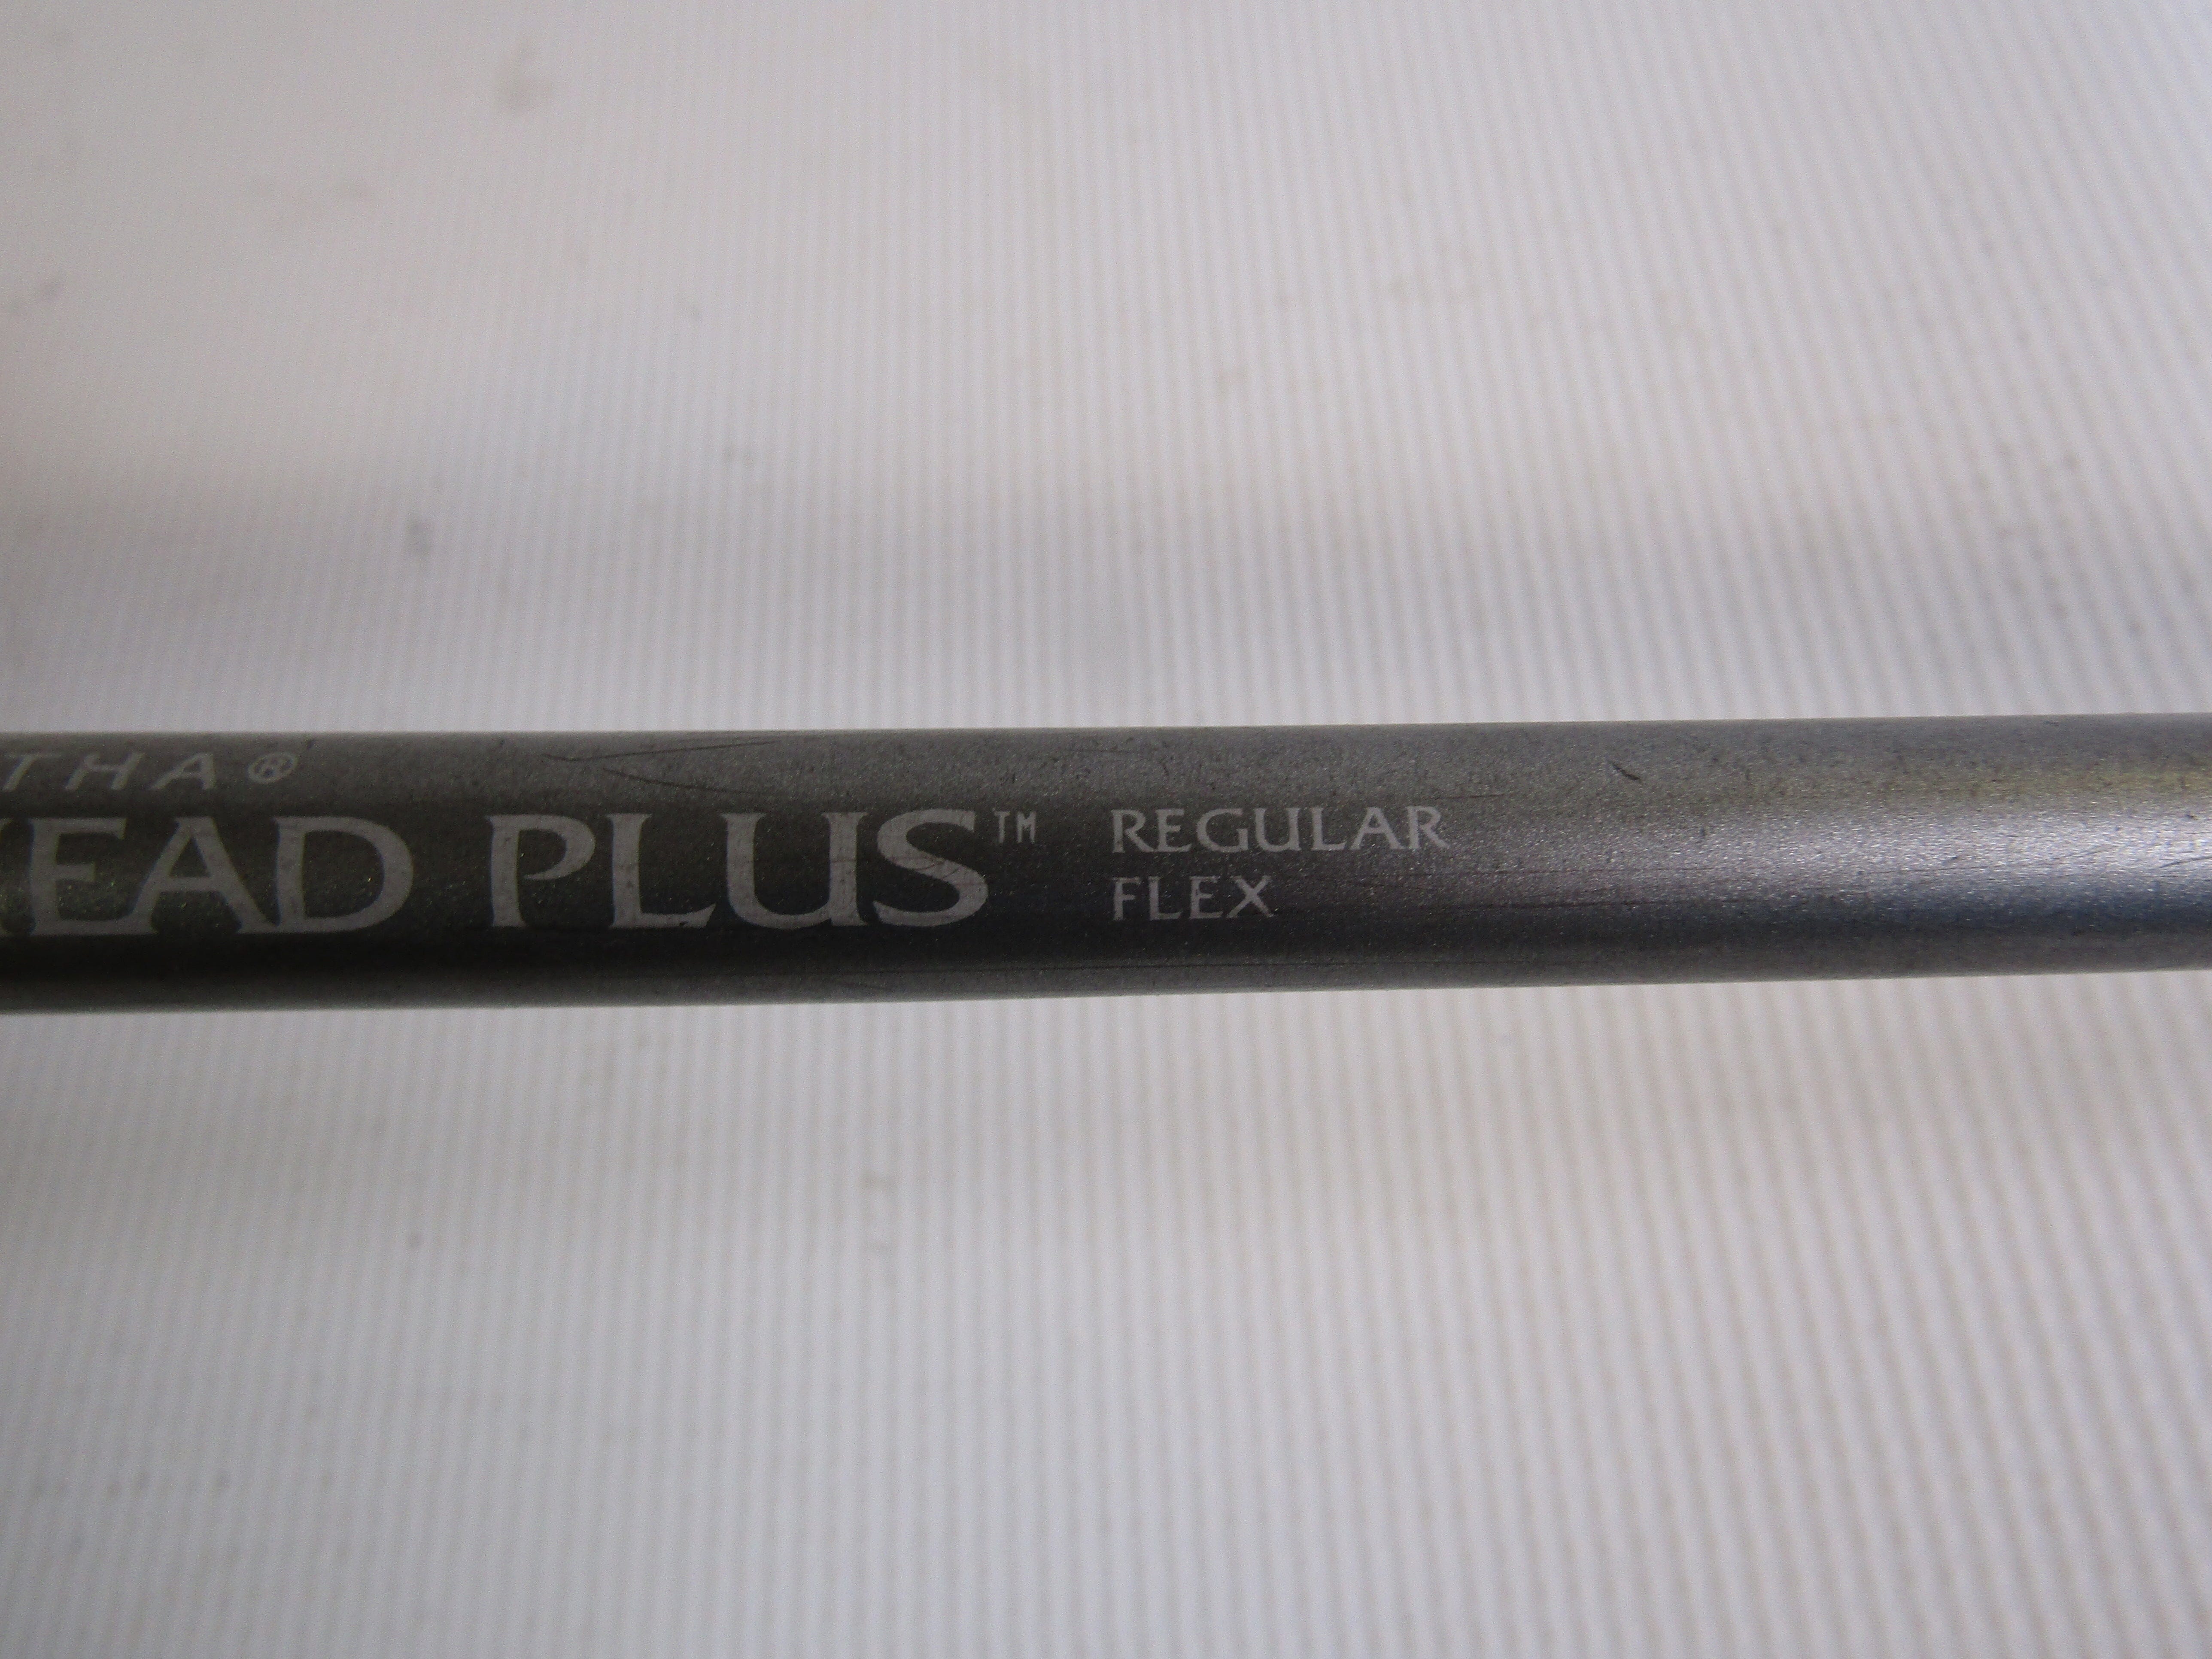 THA®
EAD PLUS™ REGULAR
FLEX